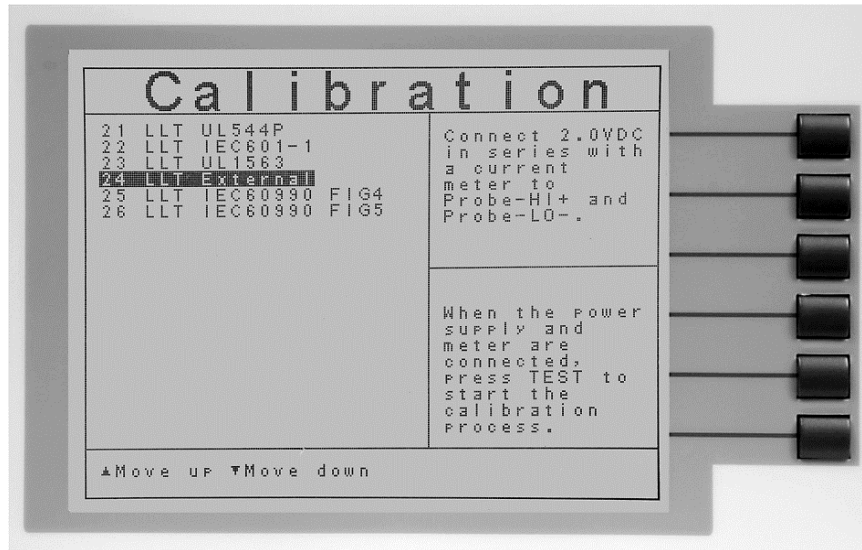 Calibration
21 LLT UL544P
22 LLT IEC601-1
23 LLT UL1563
24 LLT External
25 LLT IEC60990 FIG4
26 LLT IEC60990 FIG5
Connect 2.0VDC
in series with
a current
meter to
Probe-HI+ and
Probe-LO-.
When the power
supply and
meter are
connected,
press TEST to
start the
calibration
process.
▲Move up ▼Move down